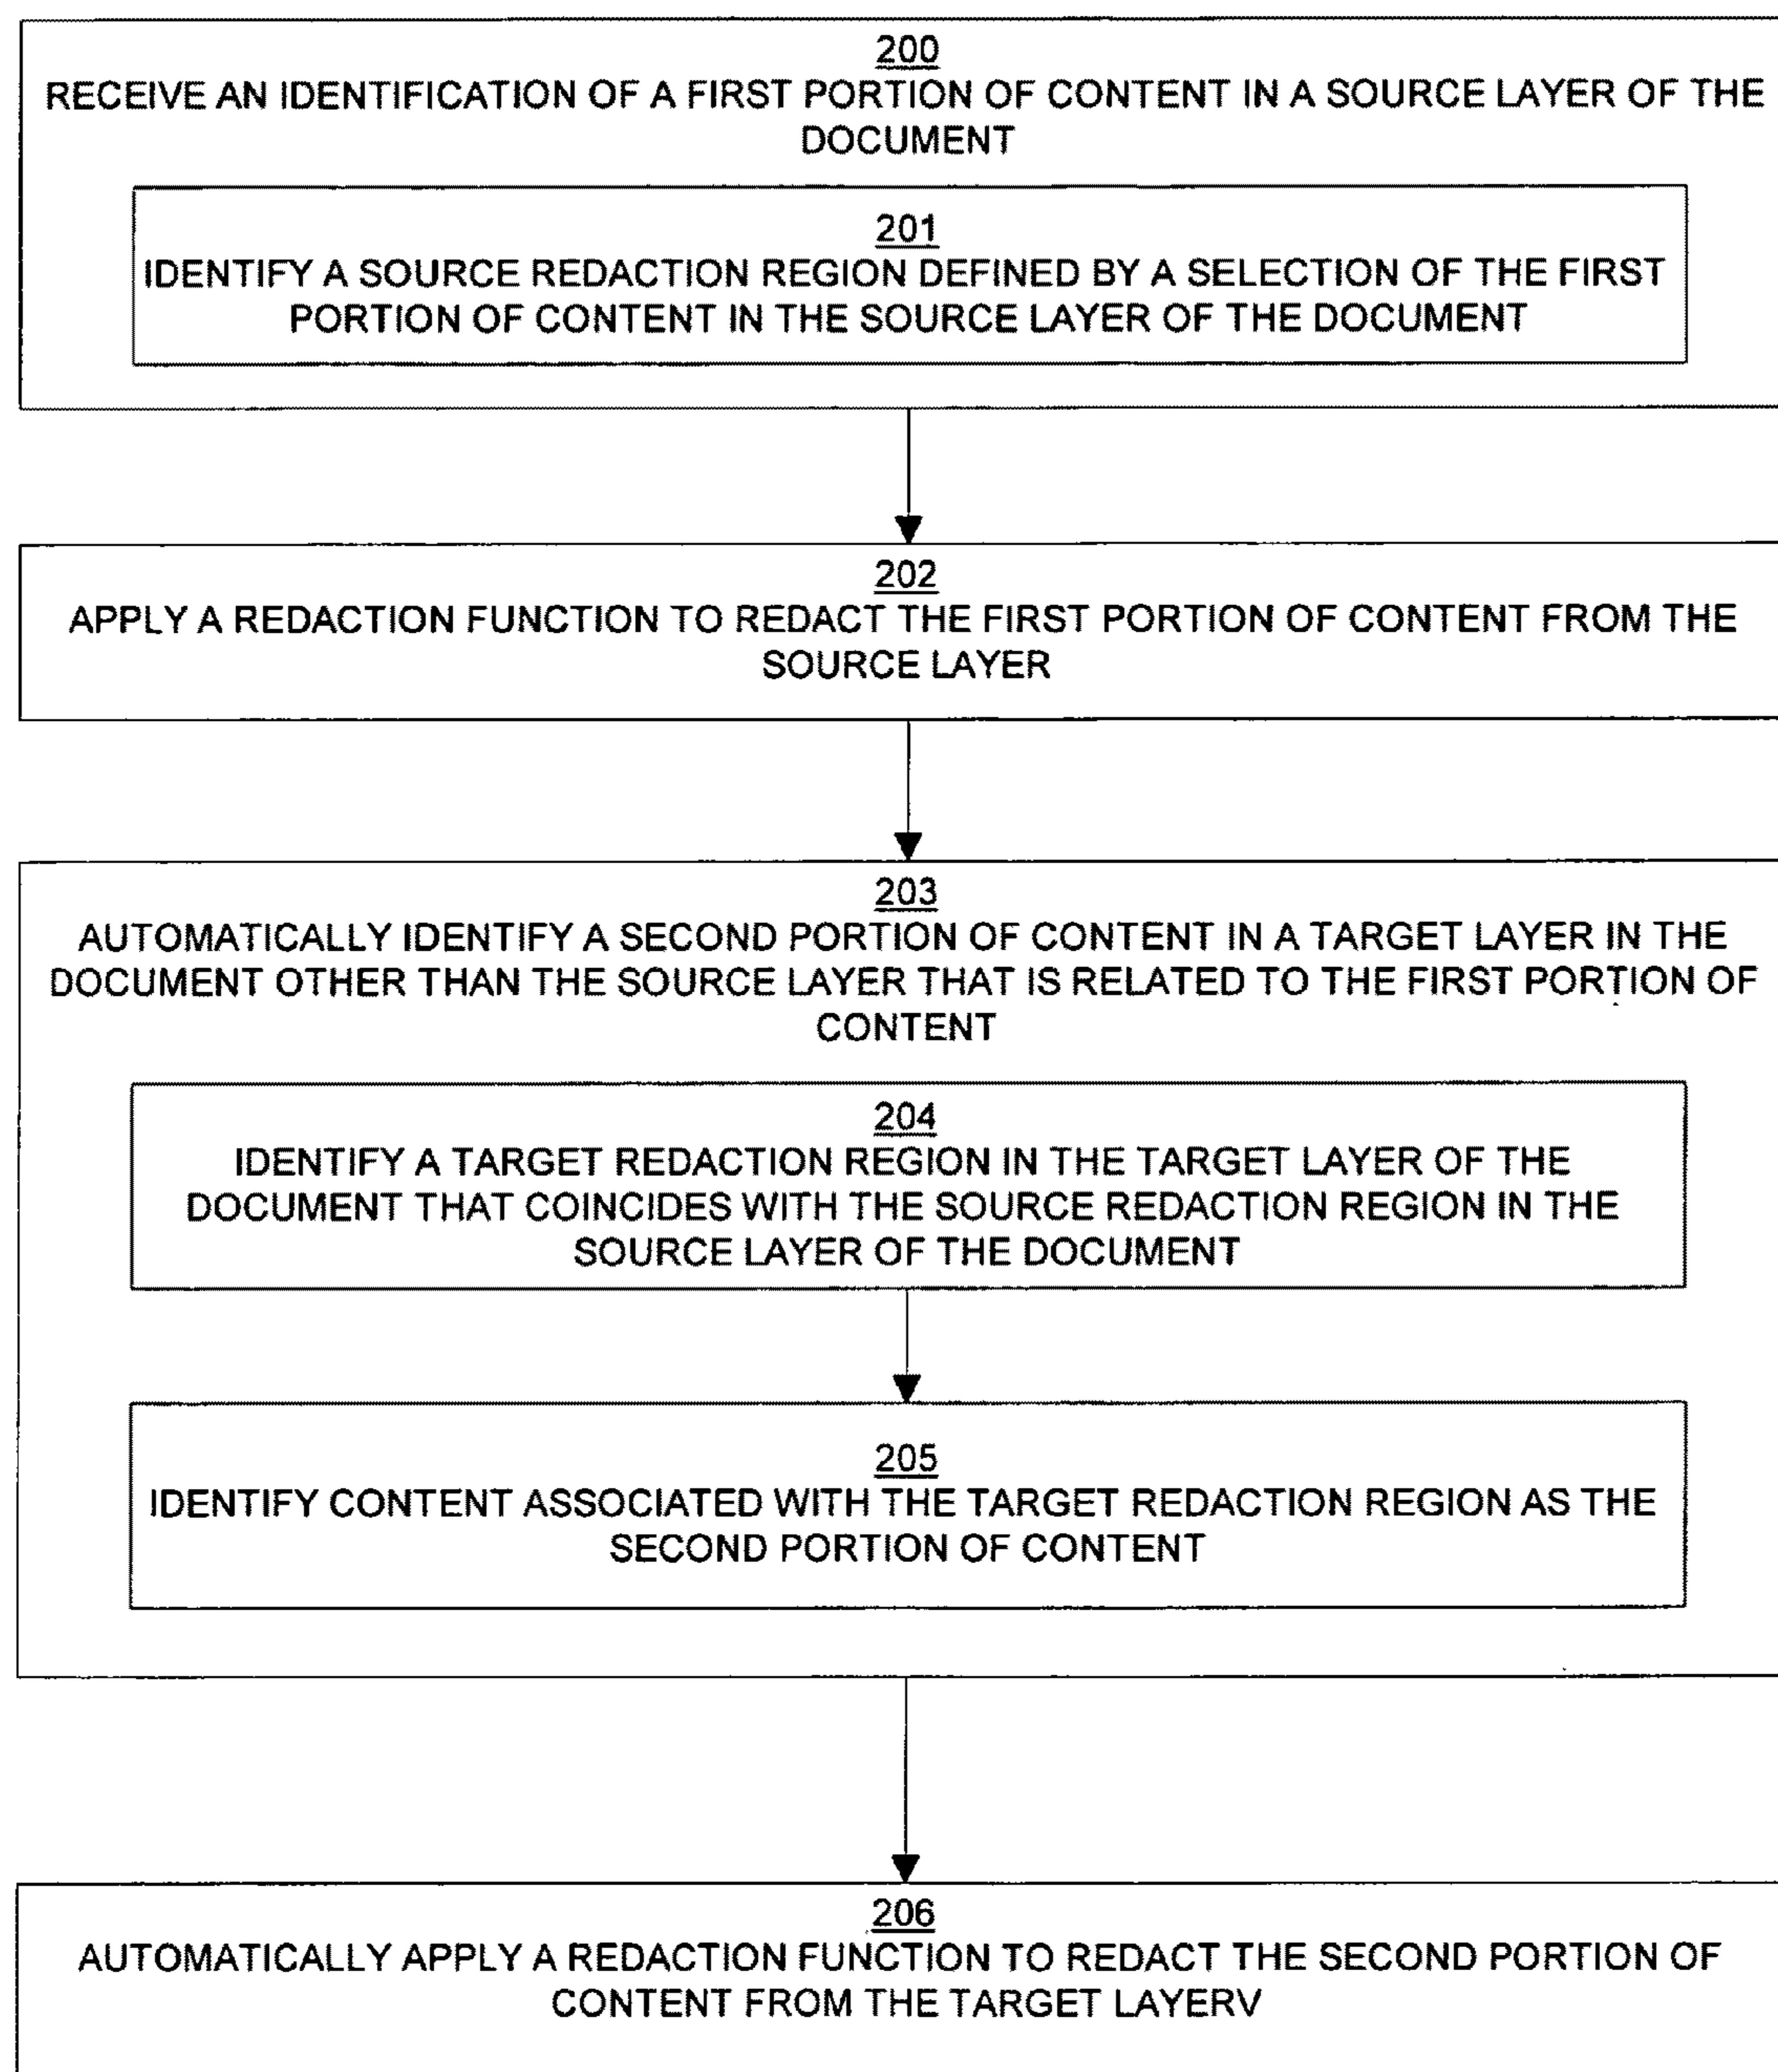 200
RECEIVE AN IDENTIFICATION OF A FIRST PORTION OF CONTENT IN A SOURCE LAYER OF THE
DOCUMENT
201
IDENTIFY A SOURCE REDACTION REGION DEFINED BY A SELECTION OF THE FIRST
PORTION OF CONTENT IN THE SOURCE LAYER OF THE DOCUMENT
202
APPLY A REDACTION FUNCTION TO REDACT THE FIRST PORTION OF CONTENT FROM THE
SOURCE LAYER
203
AUTOMATICALLY IDENTIFY A SECOND PORTION OF CONTENT IN A TARGET LAYER IN THE
DOCUMENT OTHER THAN THE SOURCE LAYER THAT IS RELATED TO THE FIRST PORTION OF
CONTENT
204
IDENTIFY A TARGET REDACTION REGION IN THE TARGET LAYER OF THE
DOCUMENT THAT COINCIDES WITH THE SOURCE REDACTION REGION IN THE
SOURCE LAYER OF THE DOCUMENT
205
IDENTIFY CONTENT ASSOCIATED WITH THE TARGET REDACTION REGION AS THE
SECOND PORTION OF CONTENT
206
AUTOMATICALLY APPLY A REDACTION FUNCTION TO REDACT THE SECOND PORTION OF
CONTENT FROM THE TARGET LAYERV